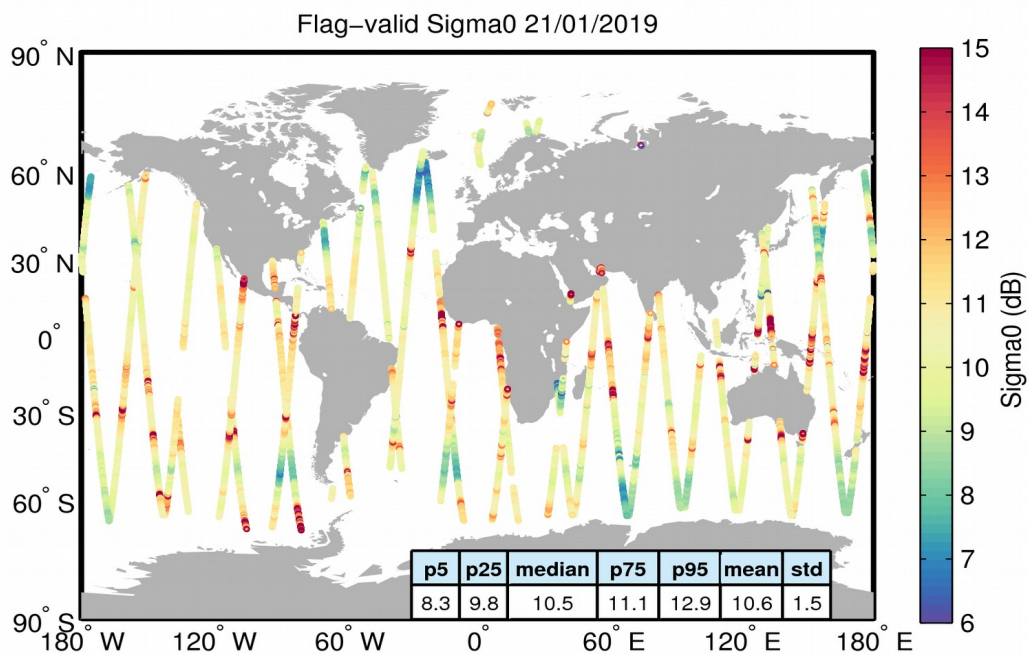 Flag–valid Sigma0 21/01/2019
90° N
60° N
30° N
0°
30° S
60° S
90° S
180° W
120° W
60° W
0°
60° E
120° E
180° E
p5 p25 median p75 p95 mean std
8.3 9.8 10.5 11.1 12.9 10.6 1.5
15
14
13
12
11
10
9
8
7
6
Sigma0 (dB)